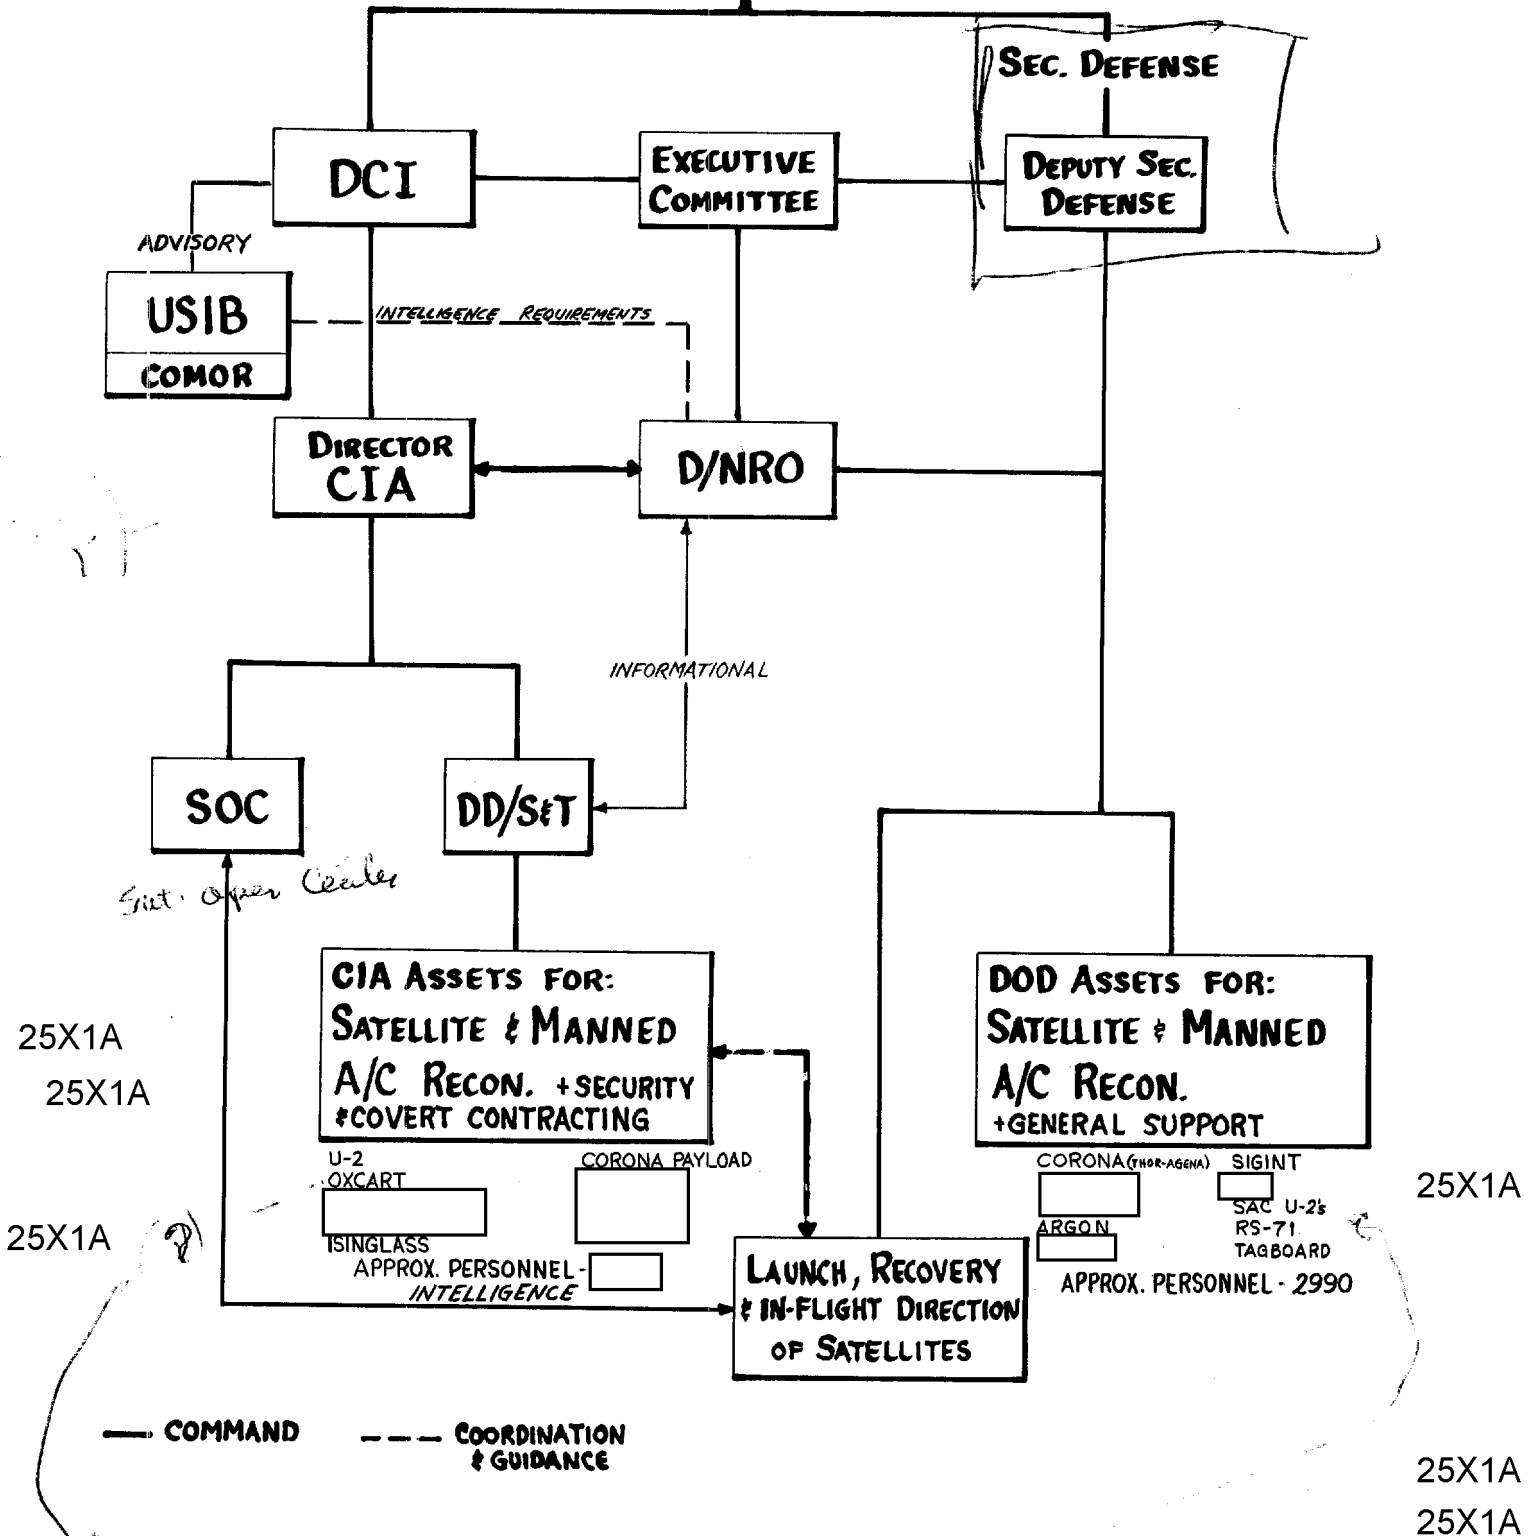 SEC. DEFENSE
DCI
EXECUTIVE
COMMITTEE
DEPUTY SEC.
DEFENSE
ADVISORY
USIB
COMOR
INTELLIGENCE REQUIREMENTS
DIRECTOR
CIA
D/NRO
INFORMATIONAL
SOC
DD/S&T
Sat. Oper Center
CIA ASSETS FOR:
SATELLITE & MANNED
A/C RECON. + SECURITY
& COVERT CONTRACTING
DOD ASSETS FOR:
SATELLITE & MANNED
A/C RECON.
+ GENERAL SUPPORT
25X1A
25X1A
U-2
OXCART
ISINGLASS
CORONA PAYLOAD
APPROX. PERSONNEL -
INTELLIGENCE
CORONA (THOR-AGENA)
ARGON
SIGINT
SAC U-2's
RS-71
TAGBOARD
APPROX. PERSONNEL - 2990
25X1A
25X1A
LAUNCH, RECOVERY
& IN-FLIGHT DIRECTION
OF SATELLITES
COMMAND
COORDINATION
& GUIDANCE
25X1A
25X1A